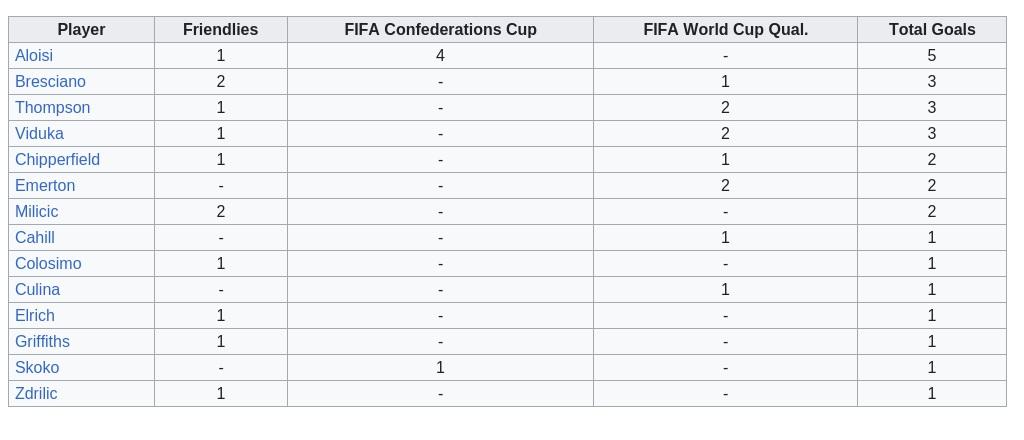 Player Friendlies FIFA Confederations Cup FIFA World Cup Qual. Total Goals
Aloisi 1 4 - 5
Bresciano 2 - 1 3
Thompson 1 - 2 3
Viduka 1 - 2 3
Chipperfield 1 - 1 2
Emerton - - 2 2
Milicic 2 - - 2
Cahill - - 1 1
Colosimo 1 - - 1
Culina - - 1 1
Elrich 1 - - 1
Griffiths 1 - - 1
Skoko - 1 - 1
Zdrilic 1 - - 1